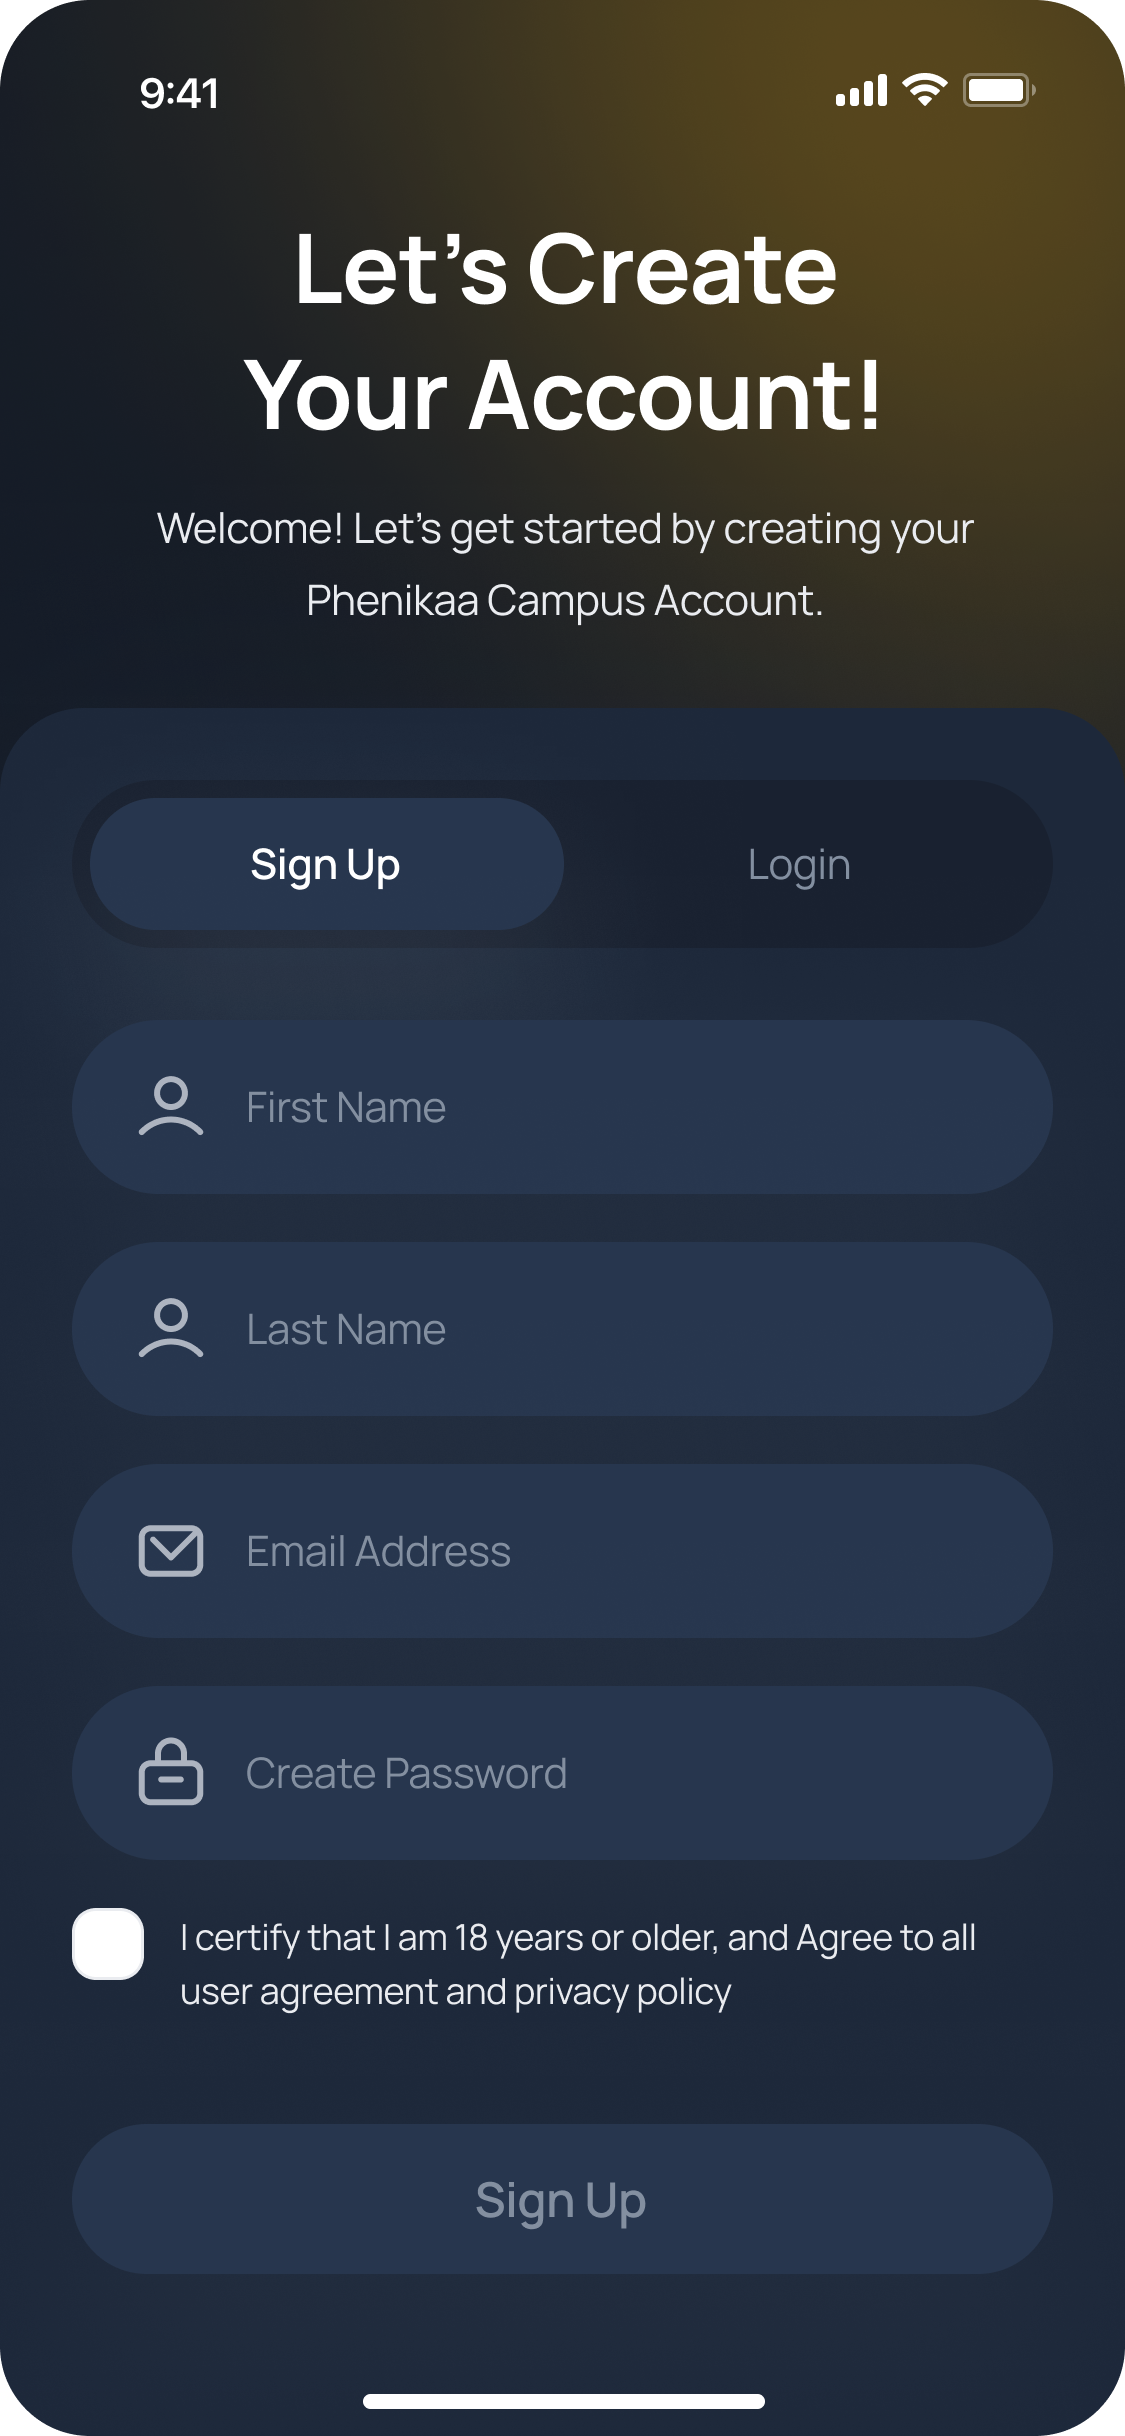 9:41
Let’s Create
Your Account!
Welcome! Let’s get started by creating your
Phenikaa Campus Account.
Sign Up
Login
First Name
Last Name
Email Address
Create Password
I certify that I am 18 years or older, and Agree to all
user agreement and privacy policy
Sign Up